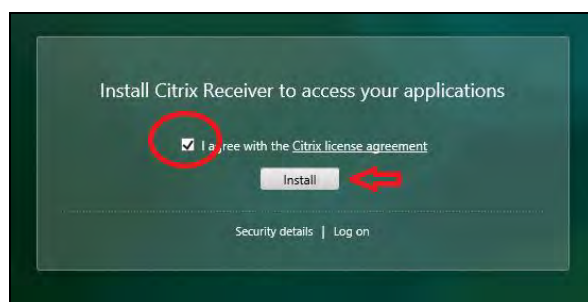 Install Citrix Receiver to access your applications
I agree with the Citrix license agreement
Install
Security details | Log on